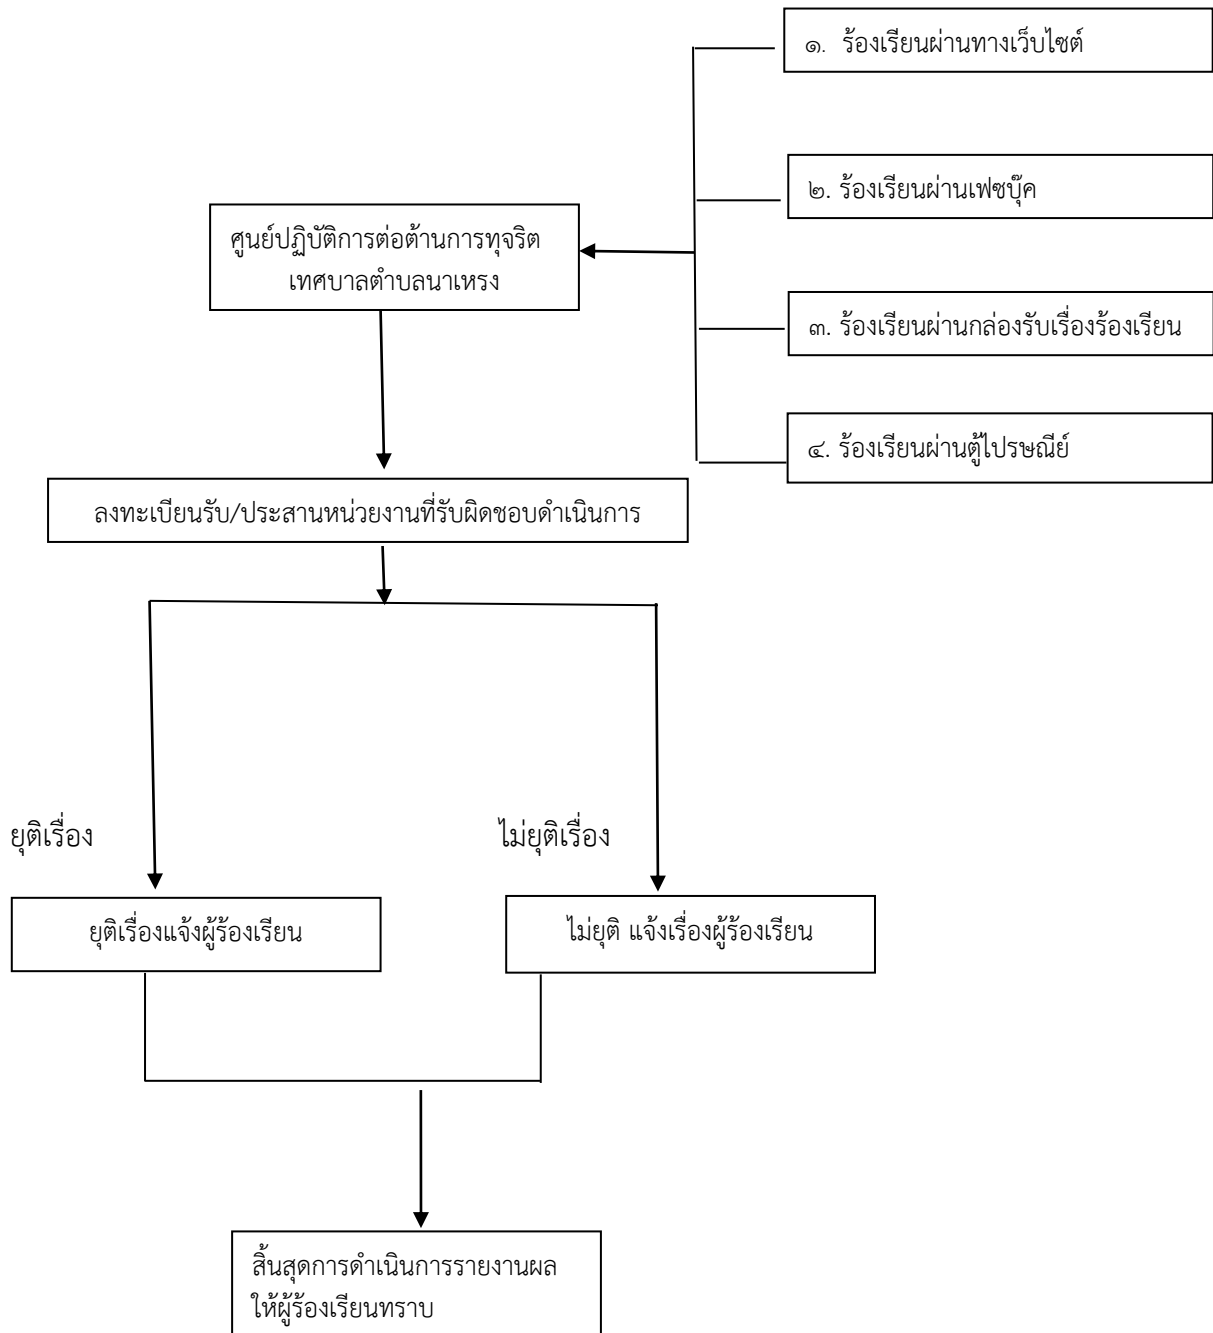 ๑. ร้องเรียนผ่านทางเว็บไซต์
๒. ร้องเรียนผ่านเฟซบุ๊ค
ศูนย์ปฏิบัติการต่อต้านการทุจริต
เทศบาลตำบลนาเหรง
๓. ร้องเรียนผ่านกล่องรับเรื่องร้องเรียน
๔. ร้องเรียนผ่านตู้ไปรษณีย์
ลงทะเบียนรับ/ประสานหน่วยงานที่รับผิดชอบดำเนินการ
ยุติเรื่อง
ไม่ยุติเรื่อง
ยุติเรื่องแจ้งผู้ร้องเรียน
ไม่ยุติ แจ้งเรื่องผู้ร้องเรียน
สิ้นสุดการดำเนินการรายงานผล
ให้ผู้ร้องเรียนทราบ